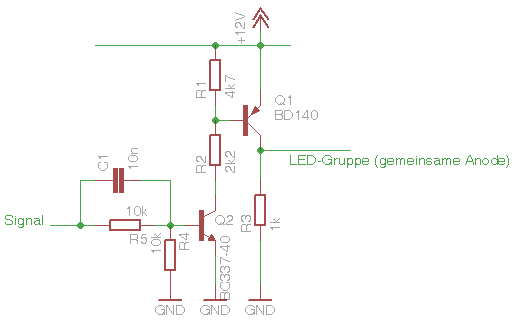 +12V
R1
4k7
Q1
BD140
C1
10n
R2
2k2
LED-Gruppe (gemeinsame Anode)
Signal
10k
R5
10k
R4
Q2
BC337-40
R3
1k
GND
GND
GND